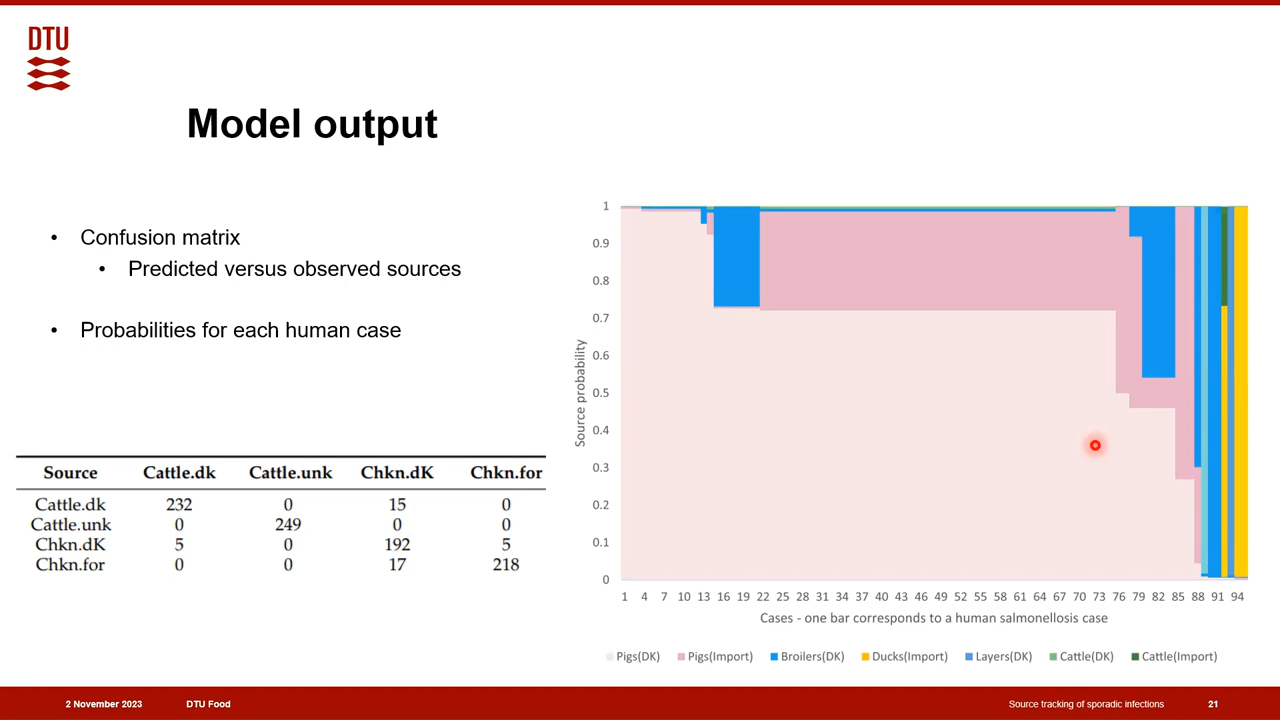 DTU
Model output
• Confusion matrix
• Predicted versus observed sources
• Probabilities for each human case
Source Cattle.dk Cattle.unk Chkn.dK Chkn.for
Cattle.dk 232 0 15 0
Cattle.unk 0 249 0 0
Chkn.dK 5 0 192 5
Chkn.for 0 0 17 218
Source probability
1
0.9
0.8
0.7
0.6
0.5
0.4
0.3
0.2
0.1
0
1 4 7 10 13 16 19 22 25 28 31 34 37 40 43 46 49 52 55 58 61 64 67 70 73 76 79 82 85 88 91 94
Cases - one bar corresponds to a human salmonellosis case
Pigs(DK) Pigs(Import) Broilers(DK) Ducks(Import) Layers(DK) Cattle(DK) Cattle(Import)
2 November 2023 DTU Food Source tracking of sporadic infections 21